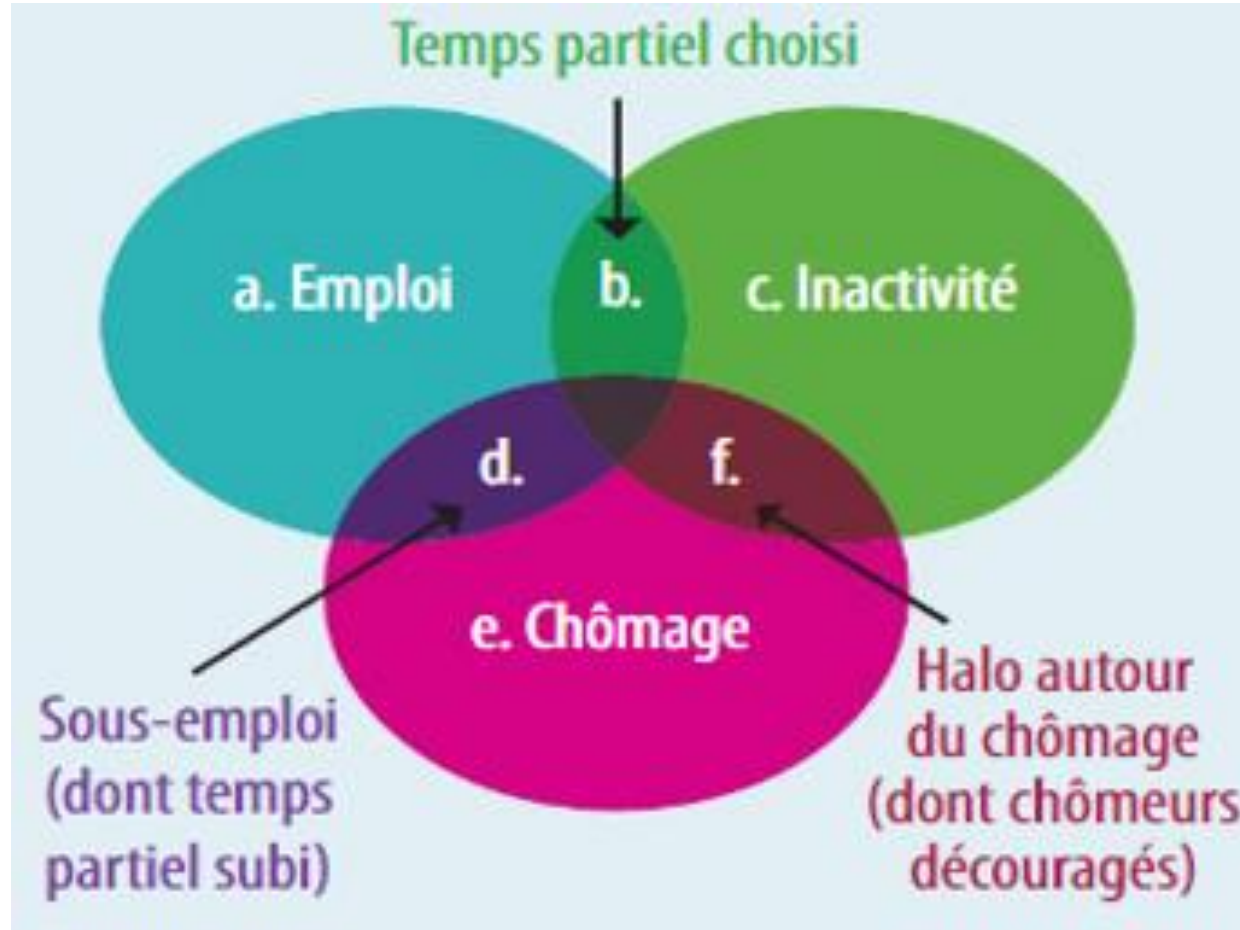 Temps partiel choisi
a. Emploi
b.
c. Inactivité
d.
f.
e. Chômage
Sous-emploi
(dont temps
partiel subi)
Halo autour
du chômage
(dont chômeurs
découragés)